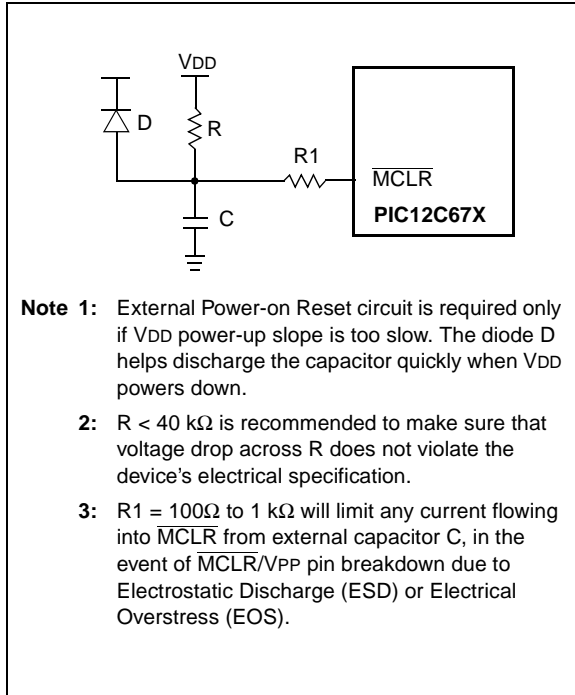 VDD
D
R
R1
MCLR
PIC12C67X
C
Note 1: External Power-on Reset circuit is required only
if VDD power-up slope is too slow. The diode D
helps discharge the capacitor quickly when VDD
powers down.
2: R < 40 kΩ is recommended to make sure that
voltage drop across R does not violate the
device's electrical specification.
3: R1 = 100Ω to 1 kΩ will limit any current flowing
into MCLR from external capacitor C, in the
event of MCLR/VPP pin breakdown due to
Electrostatic Discharge (ESD) or Electrical
Overstress (EOS).